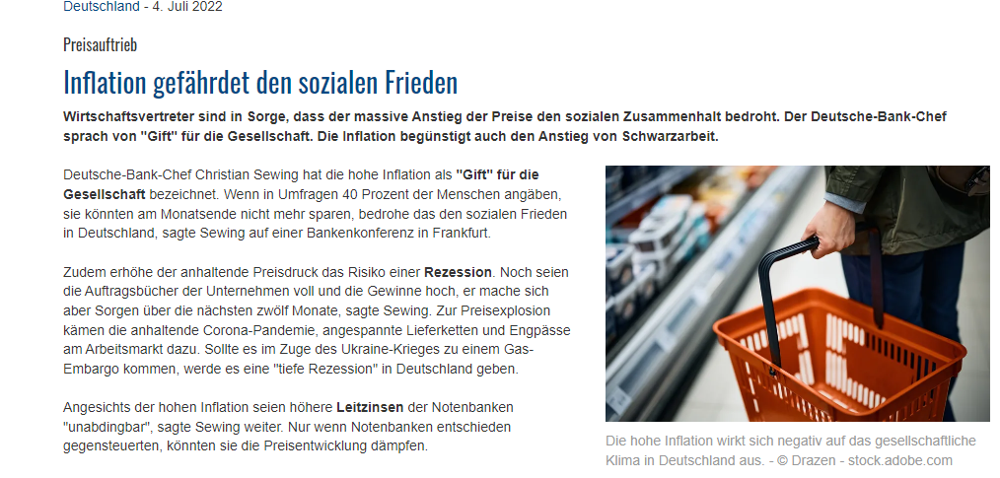 Deutschland - 4. Juli 2022
Preisauftrieb
Inflation gefährdet den sozialen Frieden
Wirtschaftsvertreter sind in Sorge, dass der massive Anstieg der Preise den sozialen Zusammenhalt bedroht. Der Deutsche-Bank-Chef
sprach von "Gift" für die Gesellschaft. Die Inflation begünstigt auch den Anstieg von Schwarzarbeit.
Deutsche-Bank-Chef Christian Sewing hat die hohe Inflation als "Gift" für die
Gesellschaft bezeichnet. Wenn in Umfragen 40 Prozent der Menschen angäben,
sie könnten am Monatsende nicht mehr sparen, bedrohe das den sozialen Frieden
in Deutschland, sagte Sewing auf einer Bankenkonferenz in Frankfurt.
Zudem erhöhe der anhaltende Preisdruck das Risiko einer Rezession. Noch seien
die Auftragsbücher der Unternehmen voll und die Gewinne hoch, er mache sich
aber Sorgen über die nächsten zwölf Monate, sagte Sewing. Zur Preisexplosion
kämen die anhaltende Corona-Pandemie, angespannte Lieferketten und Engpässe
am Arbeitsmarkt dazu. Sollte es im Zuge des Ukraine-Krieges zu einem Gas-
Embargo kommen, werde es eine "tiefe Rezession" in Deutschland geben.
Angesichts der hohen Inflation seien höhere Leitzinsen der Notenbanken
"unabdingbar", sagte Sewing weiter. Nur wenn Notenbanken entschieden
gegensteuerten, könnten sie die Preisentwicklung dämpfen.
Die hohe Inflation wirkt sich negativ auf das gesellschaftliche
Klima in Deutschland aus. - © Drazen - stock.adobe.com